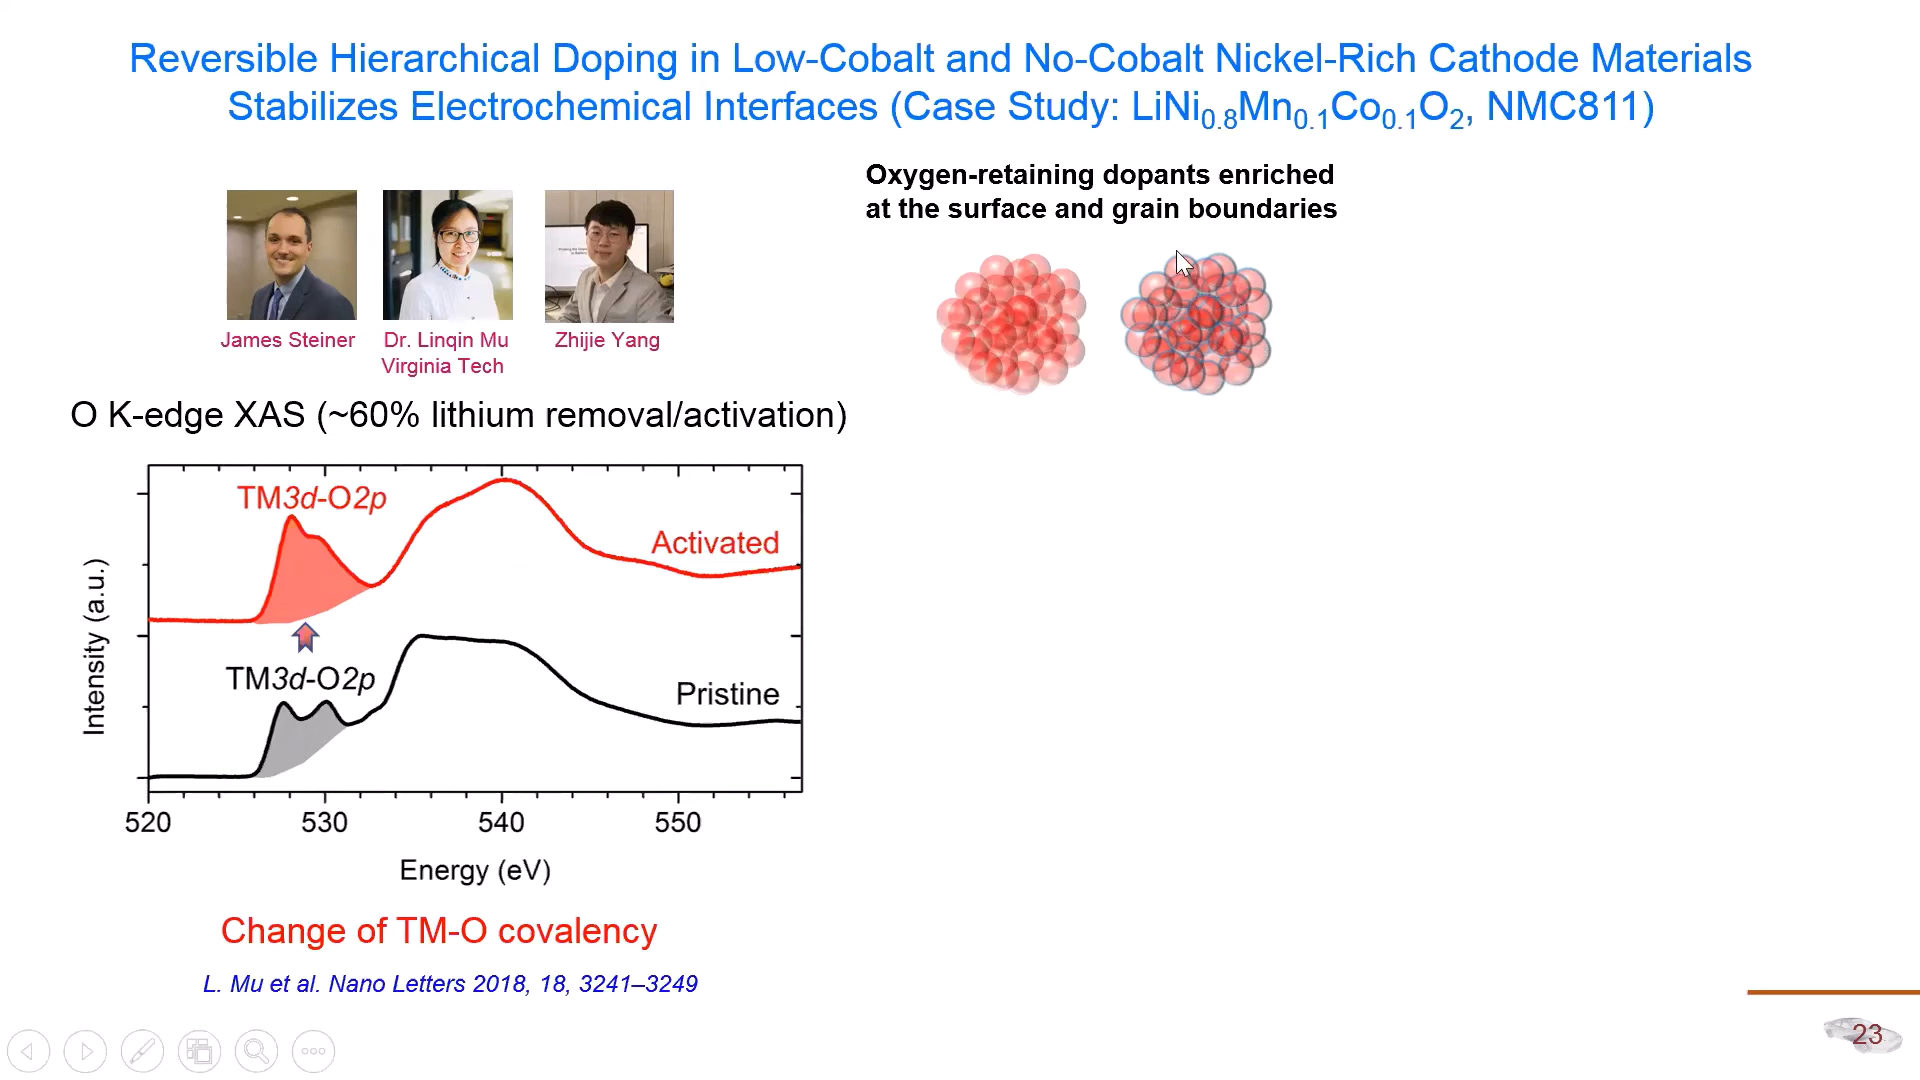 Reversible Hierarchical Doping in Low-Cobalt and No-Cobalt Nickel-Rich Cathode Materials
Stabilizes Electrochemical Interfaces (Case Study: LiNi0.8Mn0.1Co0.1O2, NMC811)
Oxygen-retaining dopants enriched
at the surface and grain boundaries
James Steiner
Dr. Linqin Mu
Virginia Tech
Zhijie Yang
O K-edge XAS (~60% lithium removal/activation)
TM3d-O2p
Activated
TM3d-O2p
Pristine
Intensity (a.u.)
520 530 540 550
Energy (eV)
Change of TM-O covalency
L. Mu et al. Nano Letters 2018, 18, 3241–3249
23